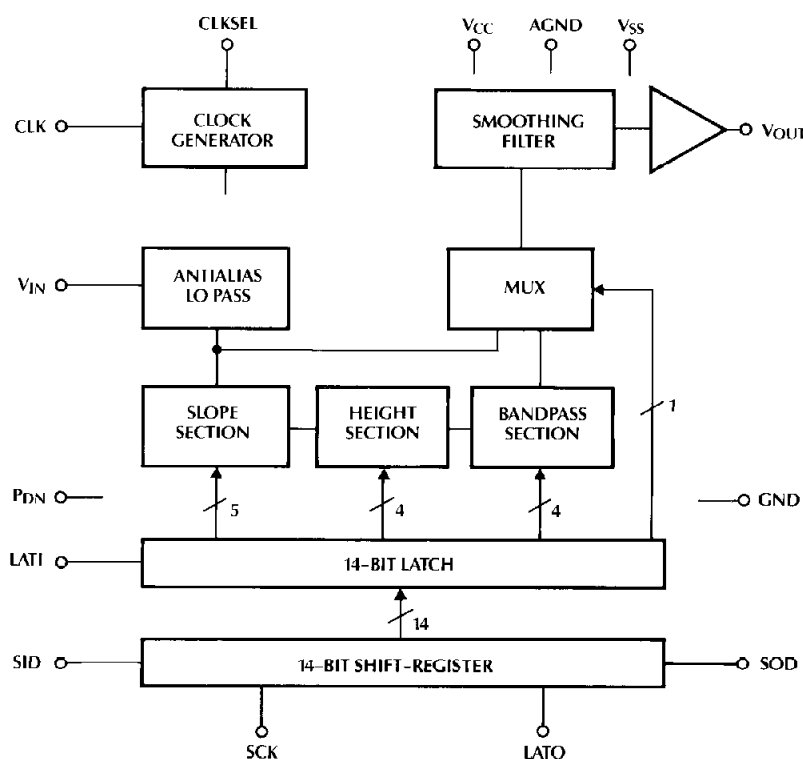 CLKSEL
VCC
AGND
VSS
CLK
CLOCK
GENERATOR
SMOOTHING
FILTER
VOUT
VIN
ANTIALIAS
LO PASS
MUX
SLOPE
SECTION
HEIGHT
SECTION
BANDPASS
SECTION
1
PDN
5
4
4
GND
LATI
14-BIT LATCH
14
SID
14-BIT SHIFT-REGISTER
SOD
SCK
LATO